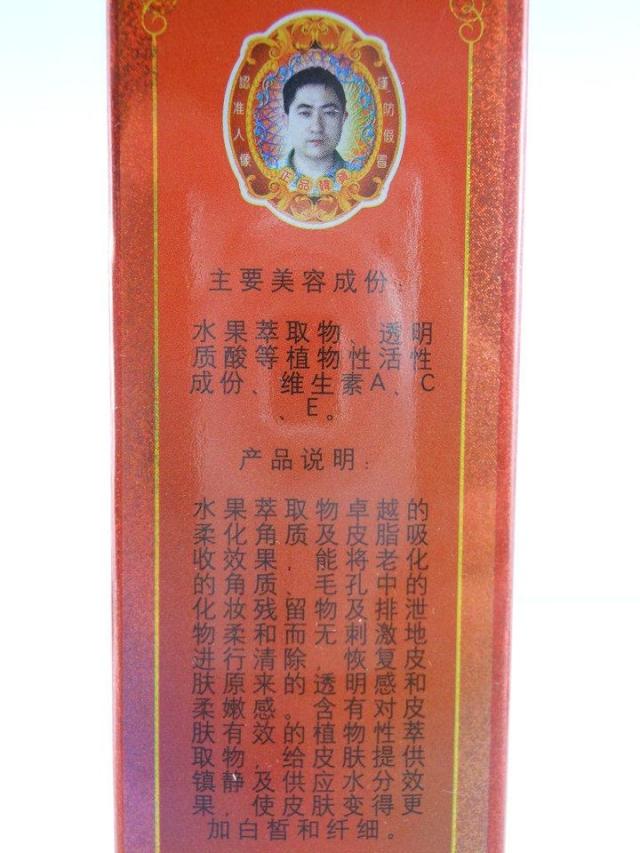 認准人像
謹防假冒
正品精满
主要美容成份：
水果萃取物、透明
质酸等植物性活性
成份、维生素A、C
、E。
产品说明：
水果萃取物卓越的
柔化角质及皮脂吸
收效果，能将老化
的角质、毛孔中的
化妆残留物及排泄
物柔和而无刺激地
进行清除，恢复皮
肤原来的透明感和
柔嫩感。含有对皮
肤有效的植物性萃
取物，给皮肤提供
镇静及供应水分效
果，使皮肤变得更
加白皙和纤细。